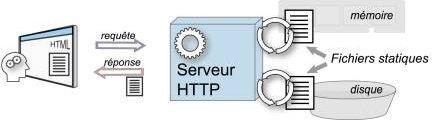 HTML
requête
réponse
Serveur
HTTP
mémoire
Fichiers statiques
disque